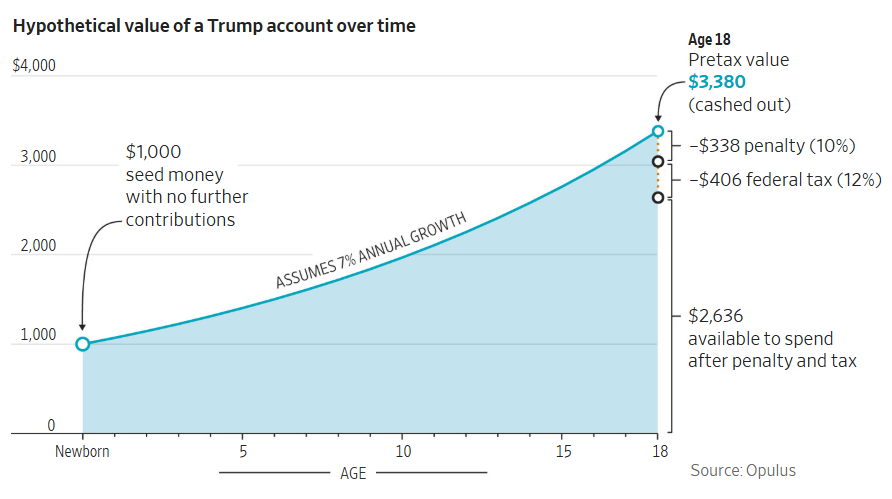 Hypothetical value of a Trump account over time
$4,000
3,000
2,000
1,000
0
$1,000
seed money
with no further
contributions
ASSUMES 7% ANNUAL GROWTH
Age 18
Pretax value
$3,380
(cashed out)
–$338 penalty (10%)
–$406 federal tax (12%)
$2,636
available to spend
after penalty and tax
Newborn
5
10
15
18
AGE
Source: Opulus